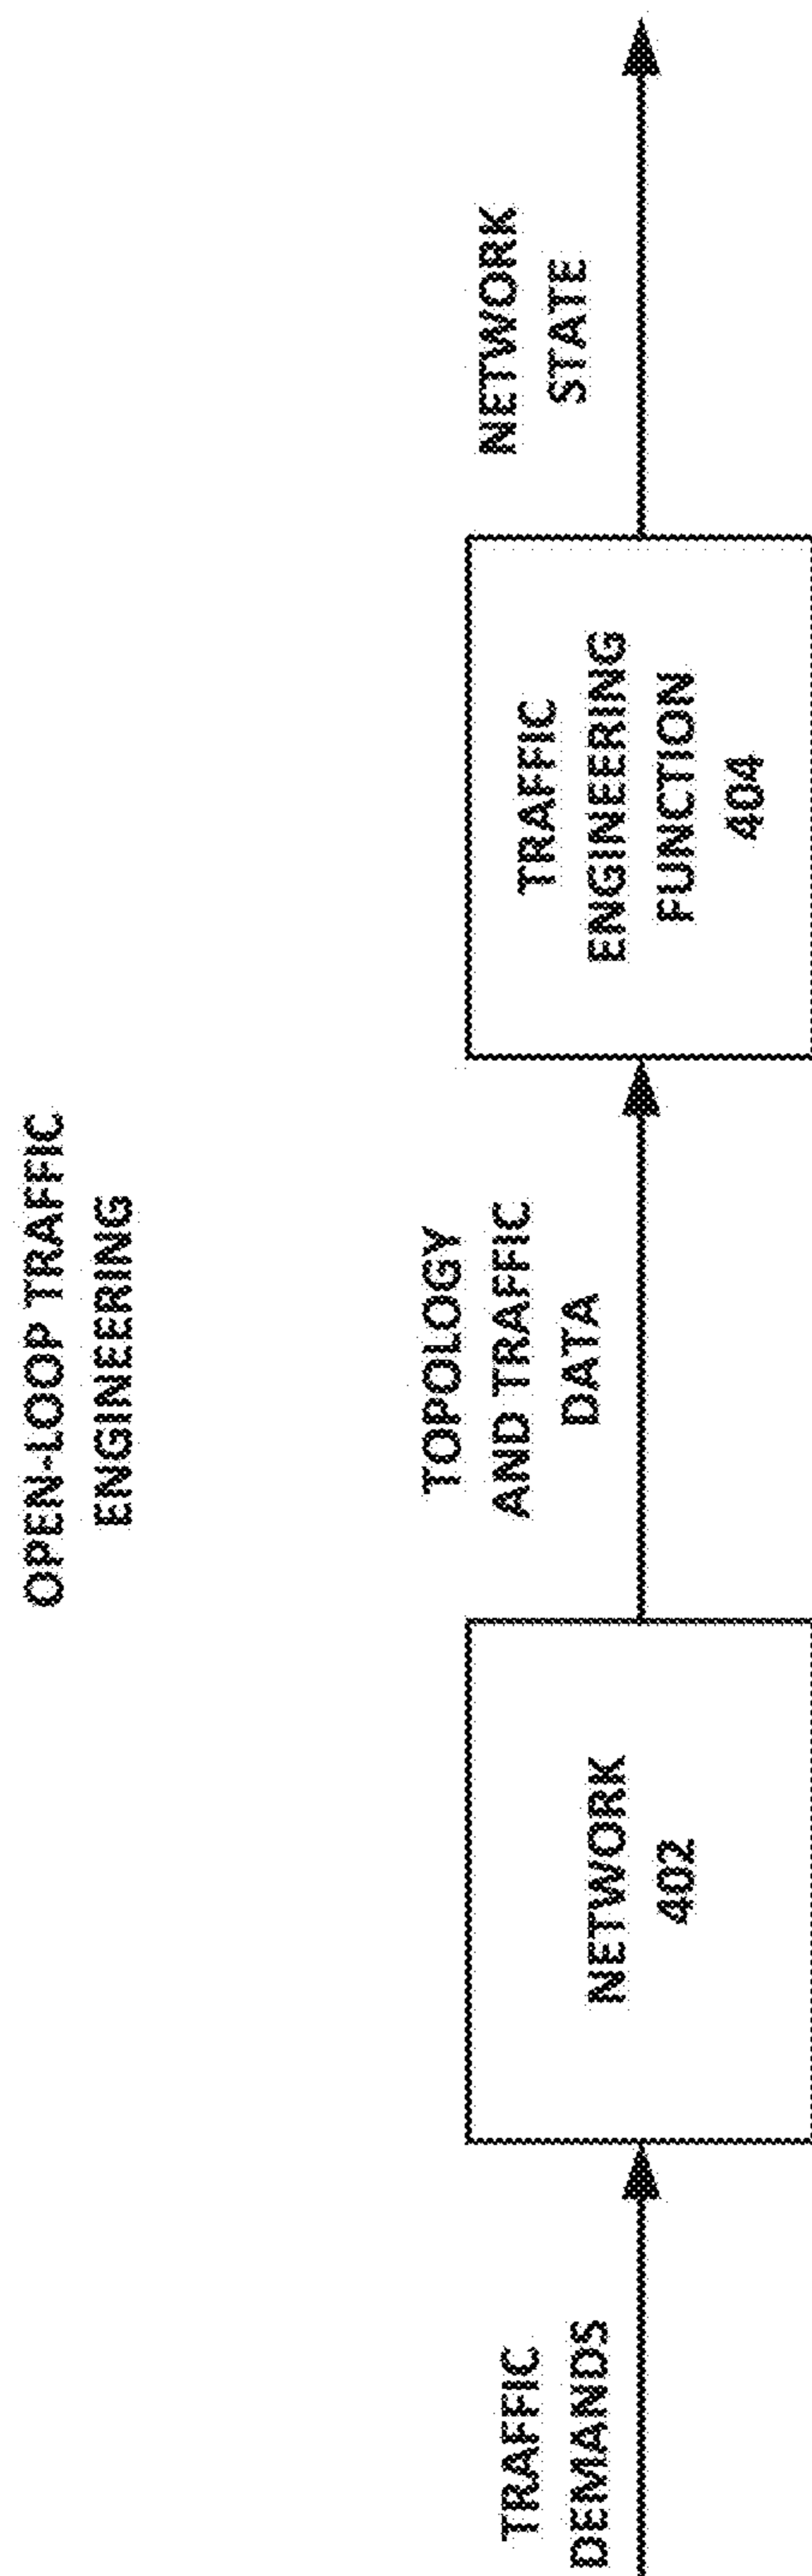 OPEN-LOOP TRAFFIC
ENGINEERING
TRAFFIC
DEMANDS
NETWORK
402
TOPOLOGY
AND TRAFFIC
DATA
TRAFFIC
ENGINEERING
FUNCTION
404
NETWORK
STATE